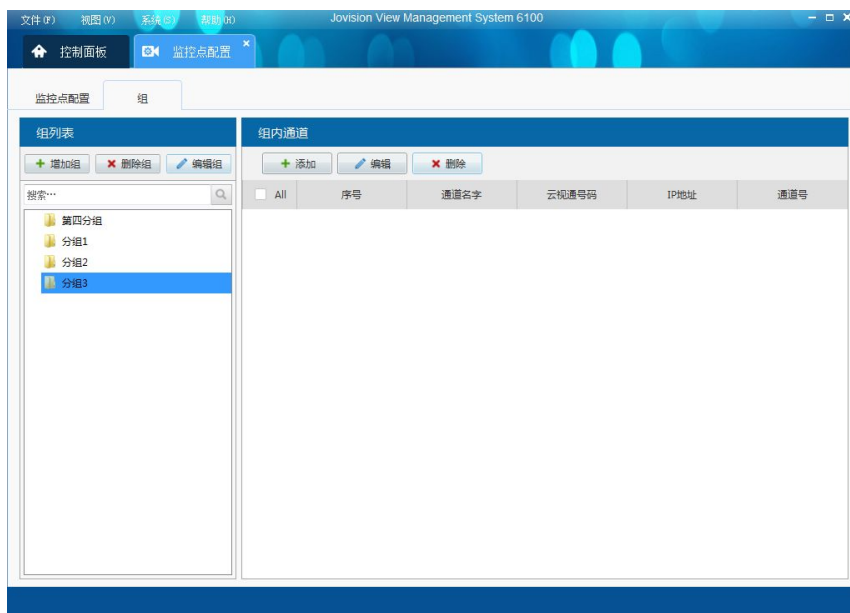 文件(F) 视图(V) 系统(S) 帮助(H) Jovision View Management System 6100
控制面板 监控点配置
监控点配置 组
组列表 组内通道
增加组 删除组 编辑组 添加 编辑 删除
搜索… All 序号 通道名字 云视通号码 IP地址 通道号
第四分组
分组1
分组2
分组3